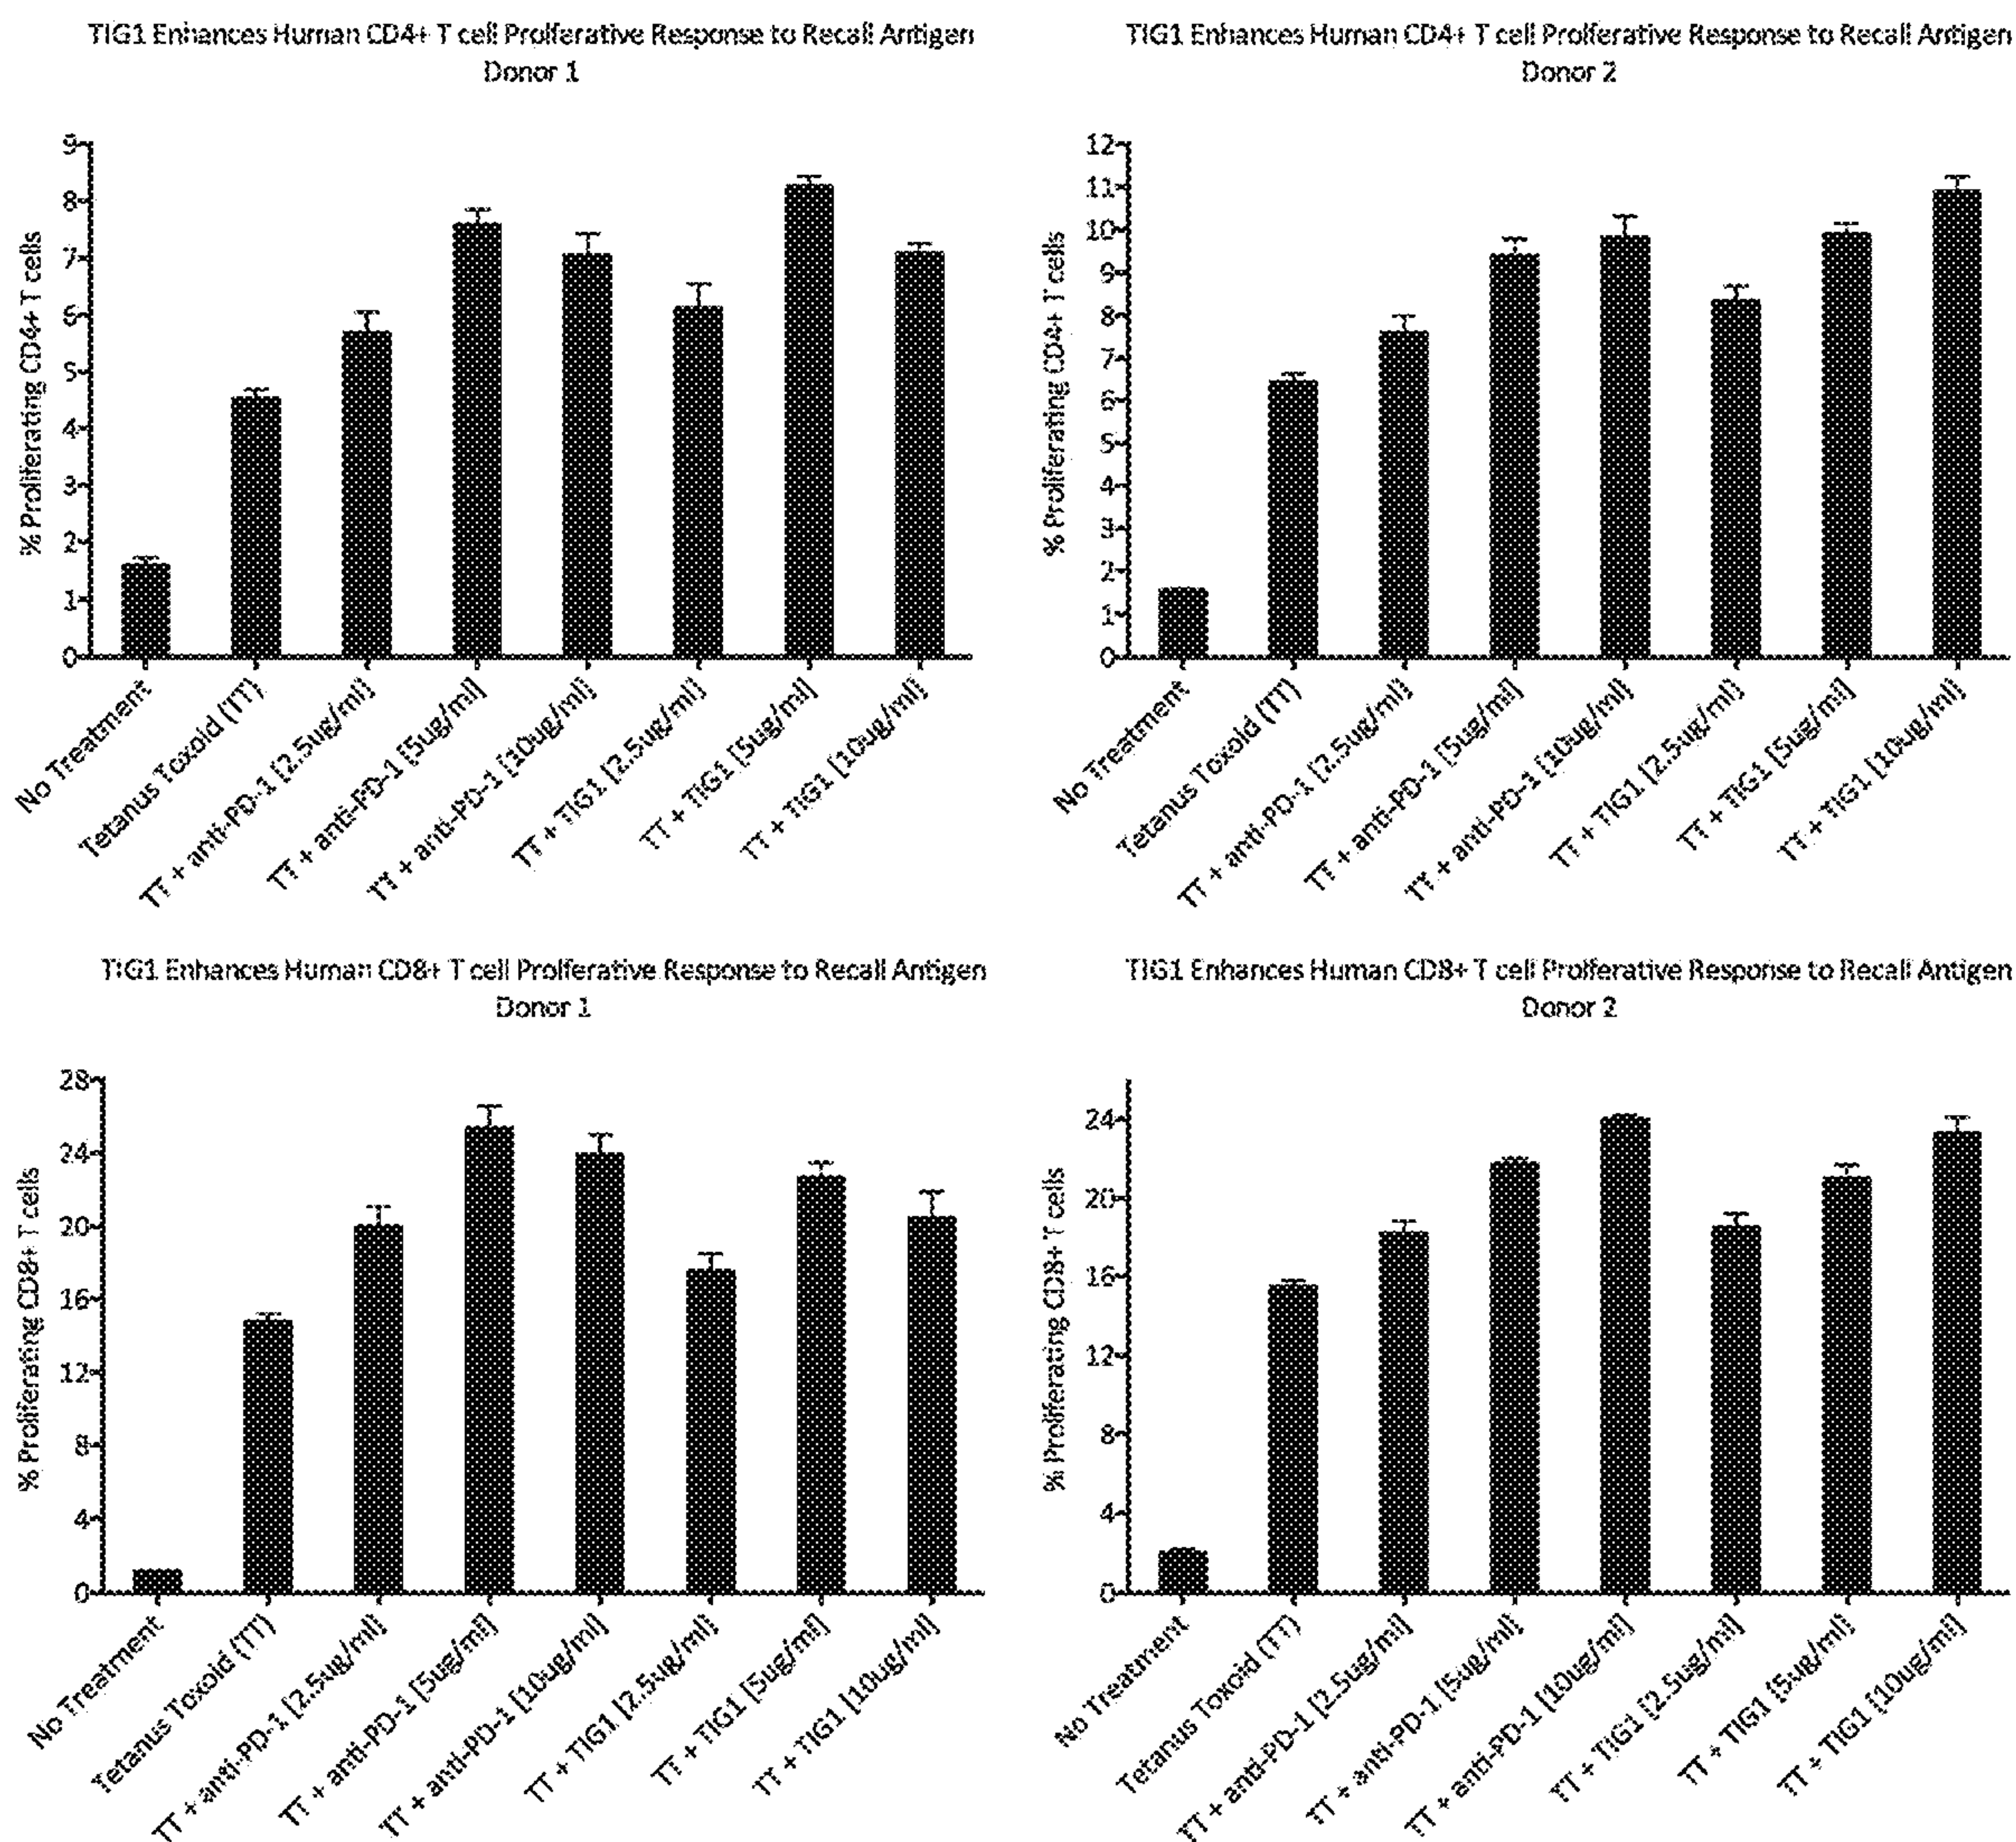 TIG1 Enhances Human CD4+ T cell Prolferative Response to Recall Antigen
Donor 1
% Proliferating CD4+ T cells
9
8
7
6
5
4
3
2
1
0
No Treatment
Tetanus Toxoid (TT)
TT + anti-PD-1 [2.5ug/ml]
TT + anti-PD-1 [5ug/ml]
TT + anti-PD-1 [10ug/ml]
TT + TIG1 [2.5ug/ml]
TT + TIG1 [5ug/ml]
TT + TIG1 [10ug/ml]
TIG1 Enhances Human CD4+ T cell Prolferative Response to Recall Antigen
Donor 2
% Proliferating CD4+ T cells
12
11
10
9
8
7
6
5
4
3
2
1
0
No Treatment
Tetanus Toxoid (TT)
TT + anti-PD-1 [2.5ug/ml]
TT + anti-PD-1 [5ug/ml]
TT + anti-PD-1 [10ug/ml]
TT + TIG1 [2.5ug/ml]
TT + TIG1 [5ug/ml]
TT + TIG1 [10ug/ml]
TIG1 Enhances Human CD8+ T cell Prolferative Response to Recall Antigen
Donor 1
% Proliferating CD8+ T cells
28
24
20
16
12
8
4
0
No Treatment
Tetanus Toxoid (TT)
TT + anti-PD-1 [2.5ug/ml]
TT + anti-PD-1 [5ug/ml]
TT + anti-PD-1 [10ug/ml]
TT + TIG1 [2.5ug/ml]
TT + TIG1 [5ug/ml]
TT + TIG1 [10ug/ml]
TIG1 Enhances Human CD8+ T cell Prolferative Response to Recall Antigen
Donor 2
% Proliferating CD8+ T cells
24
20
16
12
8
4
0
No Treatment
Tetanus Toxoid (TT)
TT + anti-PD-1 [2.5ug/ml]
TT + anti-PD-1 [5ug/ml]
TT + anti-PD-1 [10ug/ml]
TT + TIG1 [2.5ug/ml]
TT + TIG1 [5ug/ml]
TT + TIG1 [10ug/ml]